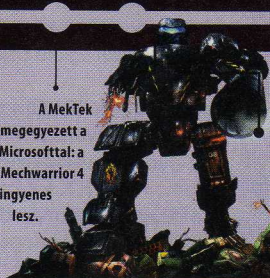 A MekTek
megegyezett a
Microsofttal: a
Mechwarrior 4
ingyenes
lesz.